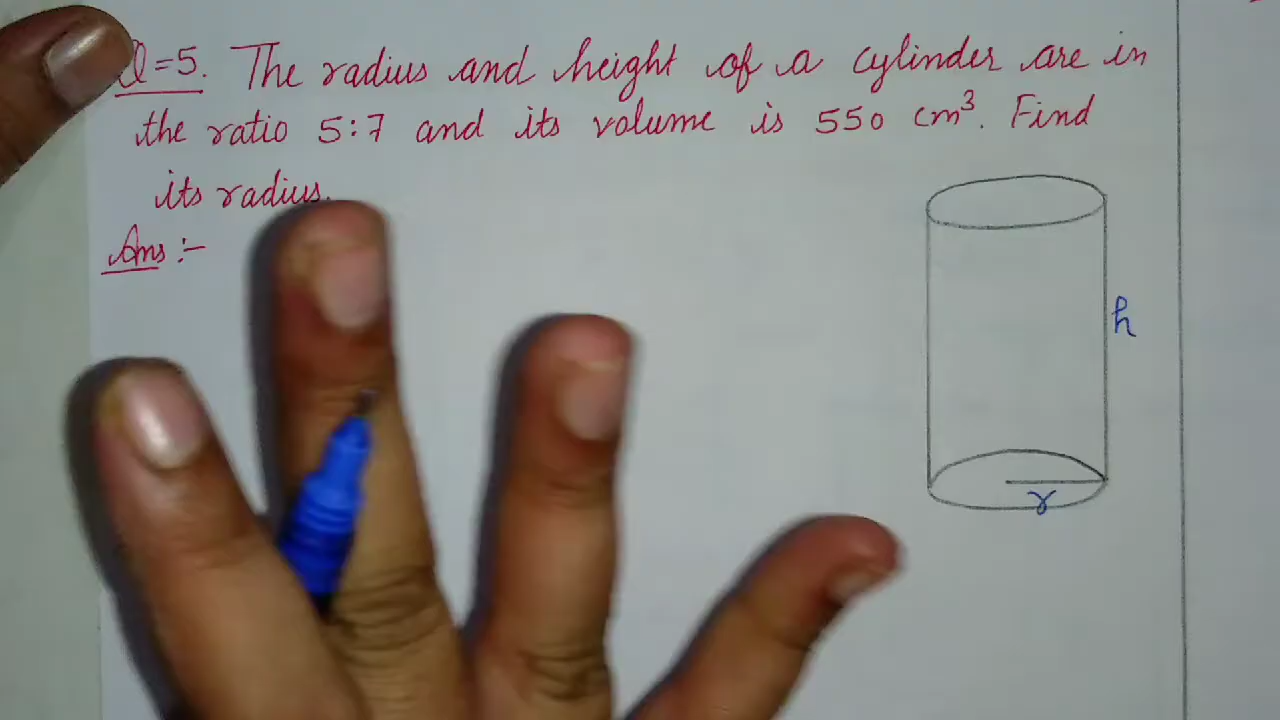 Q=5. The radius and height of a cylinder are in
the ratio 5:7 and its volume is 550 cm³. Find
its radius.
Ans :-
h
r